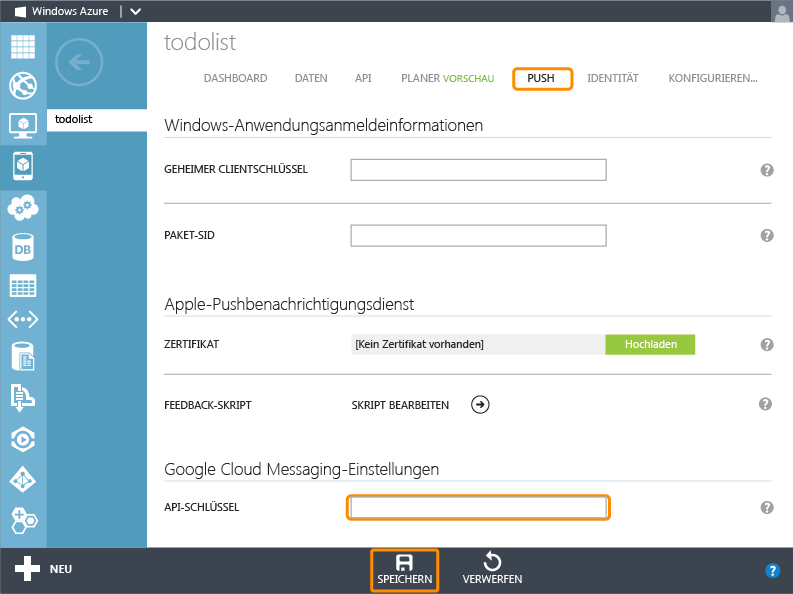 Windows Azure
todolist
DASHBOARD DATEN API PLANER VORSCHAU PUSH IDENTITÄT KONFIGURIEREN...
todolist
Windows-Anwendungsanmeldeinformationen
GEHEIMER CLIENTSCHLÜSSEL
?
PAKET-SID
?
Apple-Pushbenachrichtigungsdienst
ZERTIFIKAT [Kein Zertifikat vorhanden] Hochladen ?
FEEDBACK-SKRIPT SKRIPT BEARBEITEN ?
Google Cloud Messaging-Einstellungen
API-SCHLÜSSEL ?
DB
NEU SPEICHERN VERWERFEN ?